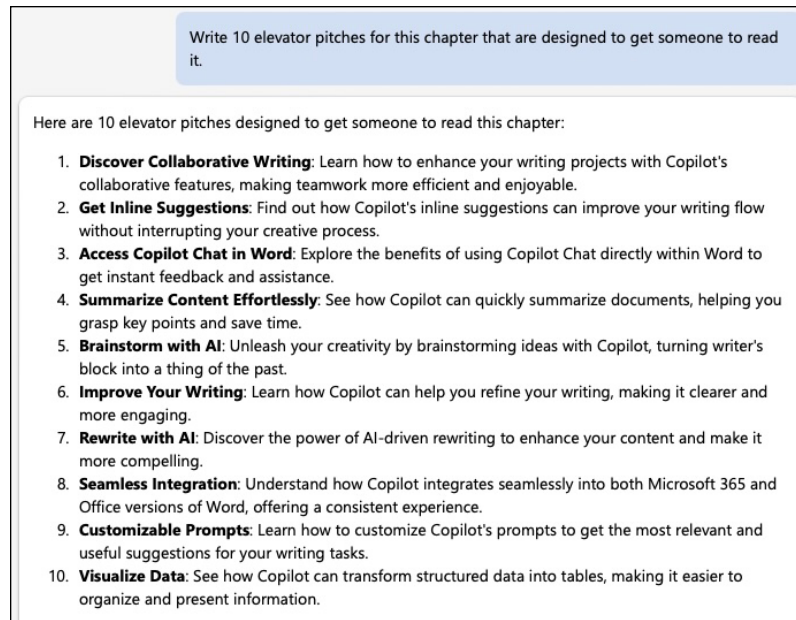 Write 10 elevator pitches for this chapter that are designed to get someone to read
it.
Here are 10 elevator pitches designed to get someone to read this chapter:
1. Discover Collaborative Writing: Learn how to enhance your writing projects with Copilot's
collaborative features, making teamwork more efficient and enjoyable.
2. Get Inline Suggestions: Find out how Copilot's inline suggestions can improve your writing flow
without interrupting your creative process.
3. Access Copilot Chat in Word: Explore the benefits of using Copilot Chat directly within Word to
get instant feedback and assistance.
4. Summarize Content Effortlessly: See how Copilot can quickly summarize documents, helping you
grasp key points and save time.
5. Brainstorm with AI: Unleash your creativity by brainstorming ideas with Copilot, turning writer's
block into a thing of the past.
6. Improve Your Writing: Learn how Copilot can help you refine your writing, making it clearer and
more engaging.
7. Rewrite with AI: Discover the power of AI-driven rewriting to enhance your content and make it
more compelling.
8. Seamless Integration: Understand how Copilot integrates seamlessly into both Microsoft 365 and
Office versions of Word, offering a consistent experience.
9. Customizable Prompts: Learn how to customize Copilot's prompts to get the most relevant and
useful suggestions for your writing tasks.
10. Visualize Data: See how Copilot can transform structured data into tables, making it easier to
organize and present information.